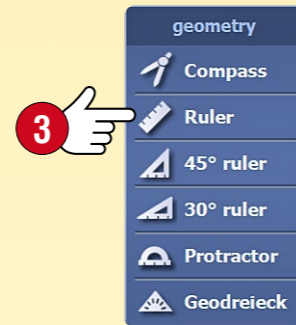 geometry
Compass
3
Ruler
45° ruler
30° ruler
Protractor
Geodreieck